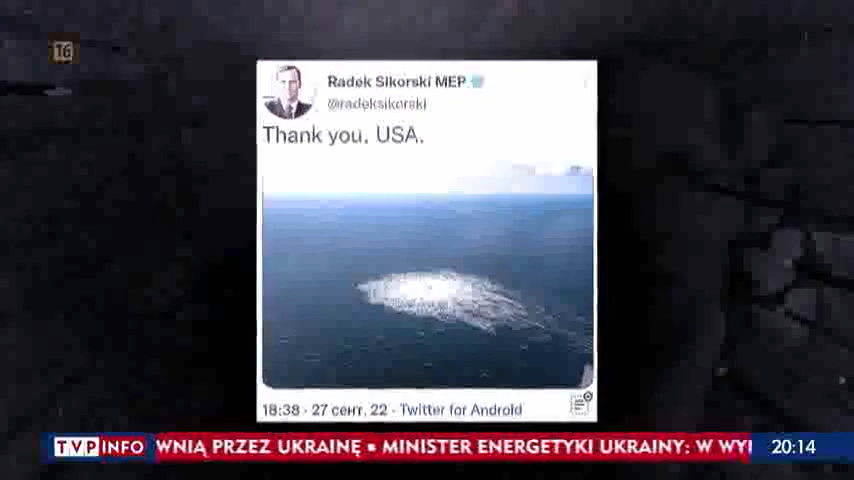 16
Radek Sikorski MEP
@radeksikorski
Thank you, USA.
18:38 · 27 сент. 22 · Twitter for Android
TVP INFO
WNIĄ PRZEZ UKRAINĘ ▪ MINISTER ENERGETYKI UKRAINY: W WY
20:14